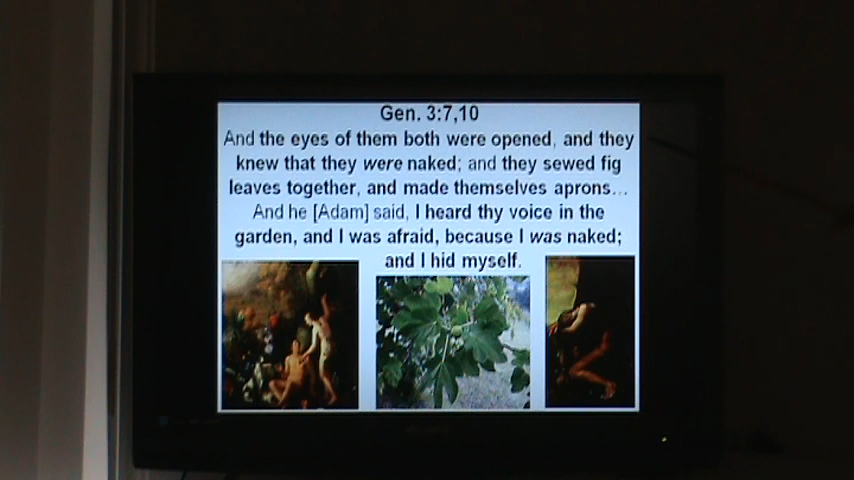 Gen. 3:7,10
And the eyes of them both were opened, and they
knew that they were naked; and they sewed fig
leaves together, and made themselves aprons...
And he [Adam] said, I heard thy voice in the
garden, and I was afraid, because I was naked;
and I hid myself.